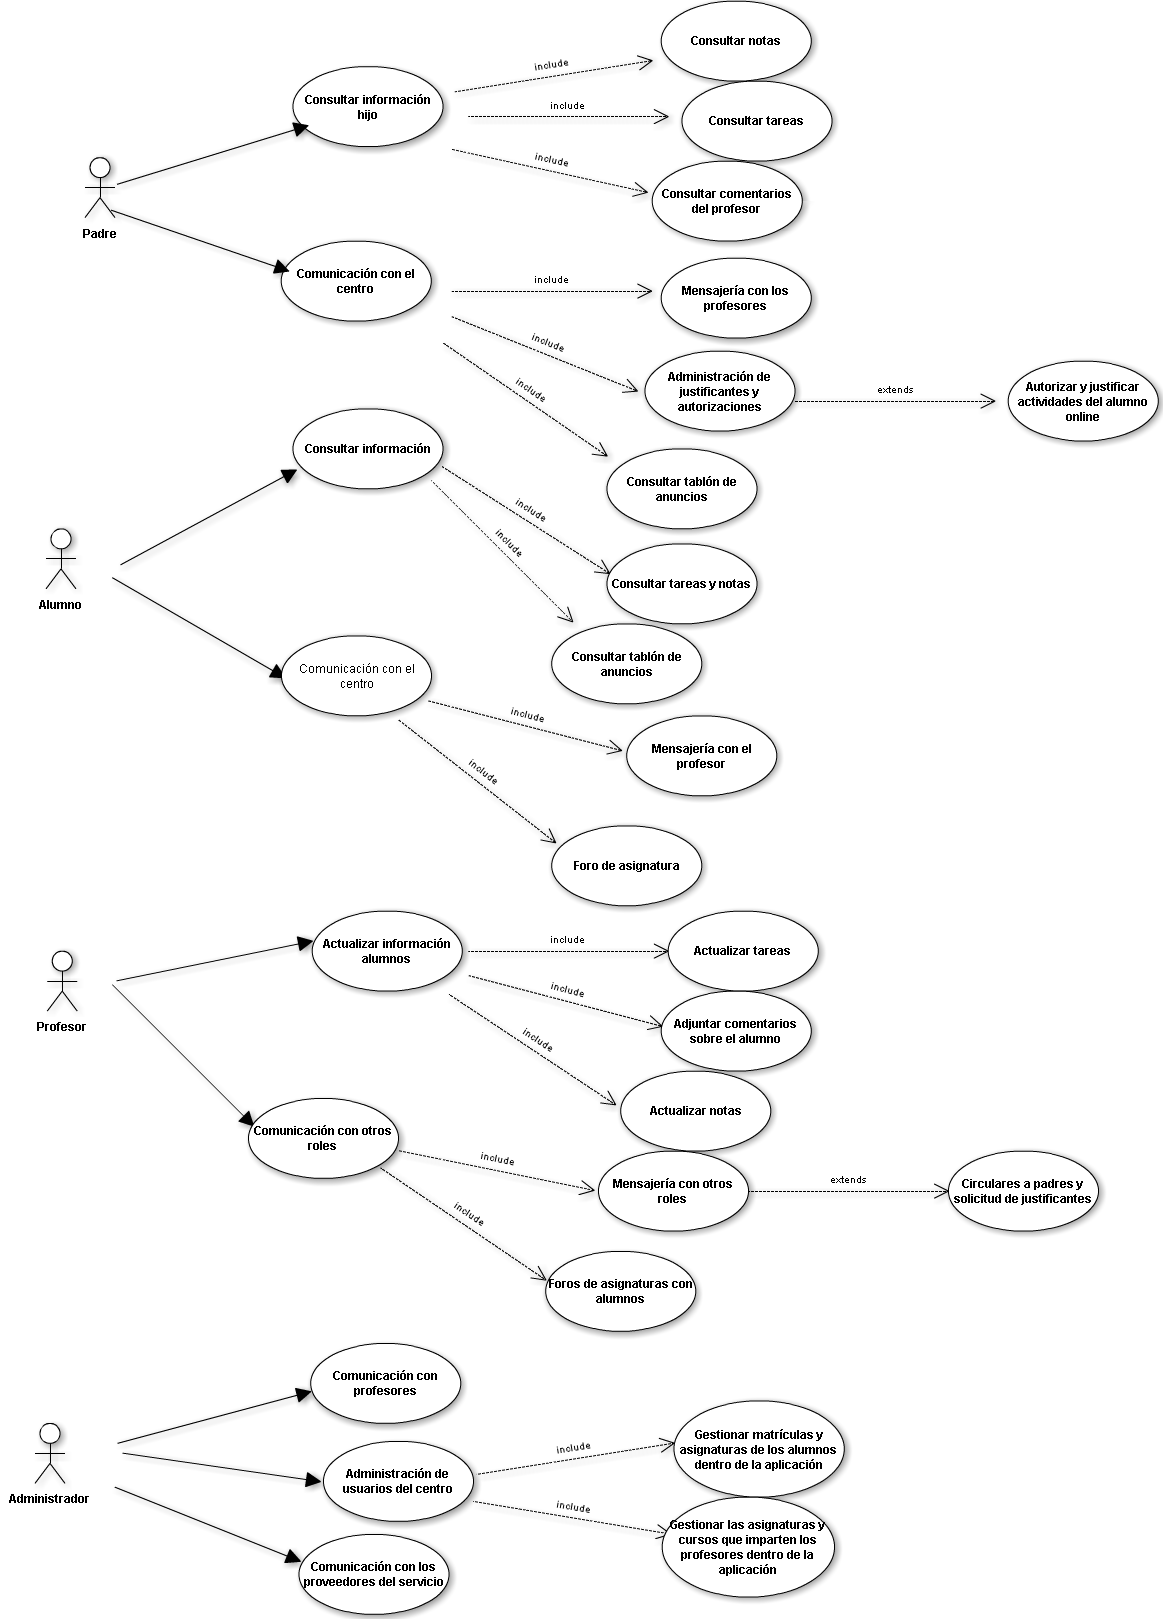 Consultar notas
include
Consultar información
hijo
include
Consultar tareas
include
Consultar comentarios
del profesor
Padre
Comunicación con el
centro
include
Mensajería con los
profesores
include
Administración de
justificantes y
autorizaciones
extends
Autorizar y justificar
actividades del alumno
online
include
Consultar tablón de
anuncios
Consultar información
include
Consultar tareas y notas
include
Consultar tablón de
anuncios
Alumno
Comunicación con el
centro
include
Mensajería con el
profesor
include
Foro de asignatura
Actualizar información
alumnos
include
Actualizar tareas
include
Adjuntar comentarios
sobre el alumno
Profesor
include
Actualizar notas
Comunicación con otros
roles
include
Mensajería con otros
roles
extends
Circulares a padres y
solicitud de justificantes
include
Foros de asignaturas con
alumnos
Comunicación con
profesores
Administrador
Administración de
usuarios del centro
include
Gestionar matrículas y
asignaturas de los alumnos
dentro de la aplicación
include
Gestionar las asignaturas y
cursos que imparten los
profesores dentro de la
aplicación
Comunicación con los
proveedores del servicio